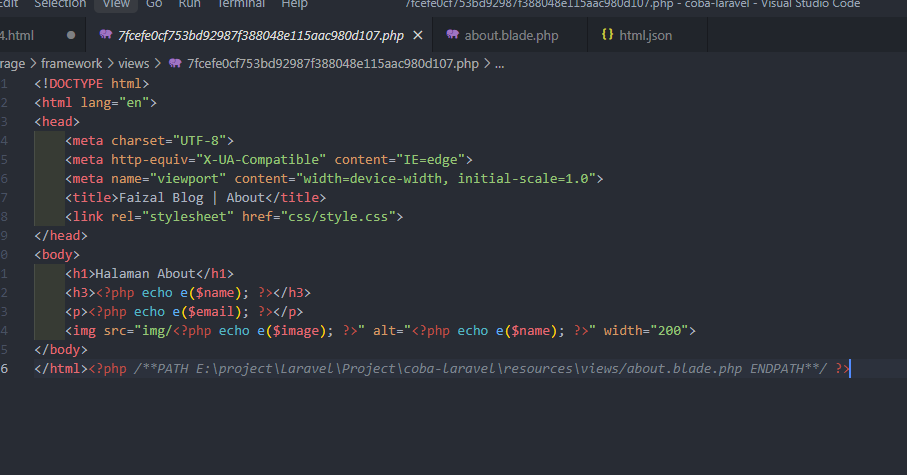 Edit Selection View Go Run Terminal Help 7fcefe0cf753bd92987f388048e115aac980d107.php - coba-laravel - Visual Studio Code
4.html 7fcefe0cf753bd92987f388048e115aac980d107.php about.blade.php html.json
rage > framework > views > 7fcefe0cf753bd92987f388048e115aac980d107.php > ...
1 <!DOCTYPE html>
2 <html lang="en">
3 <head>
4 <meta charset="UTF-8">
5 <meta http-equiv="X-UA-Compatible" content="IE=edge">
6 <meta name="viewport" content="width=device-width, initial-scale=1.0">
7 <title>Faizal Blog | About</title>
8 <link rel="stylesheet" href="css/style.css">
9 </head>
0 <body>
1 <h1>Halaman About</h1>
2 <h3><?php echo e($name); ?></h3>
3 <p><?php echo e($email); ?></p>
4 <img src="img/<?php echo e($image); ?>" alt="<?php echo e($name); ?>" width="200">
5 </body>
6 </html><?php /**PATH E:\project\Laravel\Project\coba-laravel\resources\views/about.blade.php ENDPATH**/ ?>